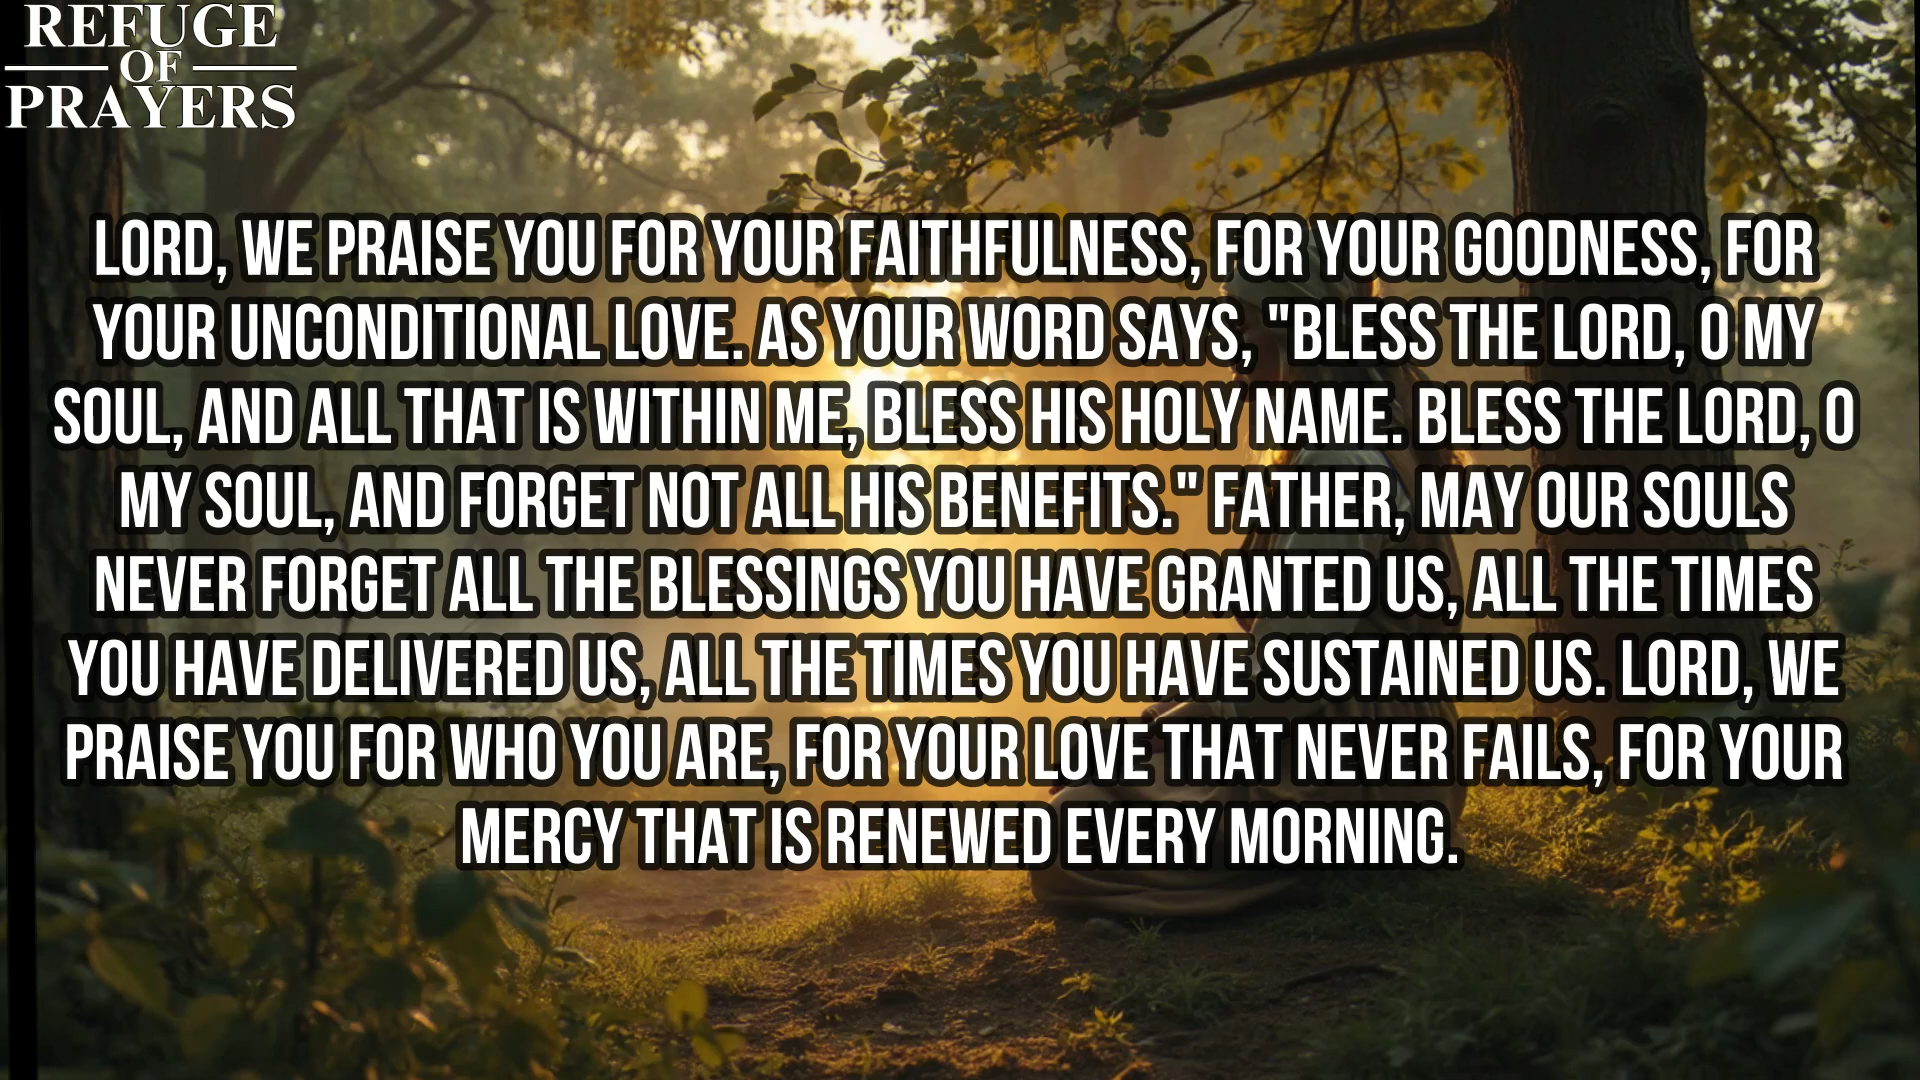 REFUGE
OF
PRAYERS
LORD, WE PRAISE YOU FOR YOUR FAITHFULNESS, FOR YOUR GOODNESS, FOR
YOUR UNCONDITIONAL LOVE. AS YOUR WORD SAYS, "BLESS THE LORD, O MY
SOUL, AND ALL THAT IS WITHIN ME, BLESS HIS HOLY NAME. BLESS THE LORD, O
MY SOUL, AND FORGET NOT ALL HIS BENEFITS." FATHER, MAY OUR SOULS
NEVER FORGET ALL THE BLESSINGS YOU HAVE GRANTED US, ALL THE TIMES
YOU HAVE DELIVERED US, ALL THE TIMES YOU HAVE SUSTAINED US. LORD, WE
PRAISE YOU FOR WHO YOU ARE, FOR YOUR LOVE THAT NEVER FAILS, FOR YOUR
MERCY THAT IS RENEWED EVERY MORNING.